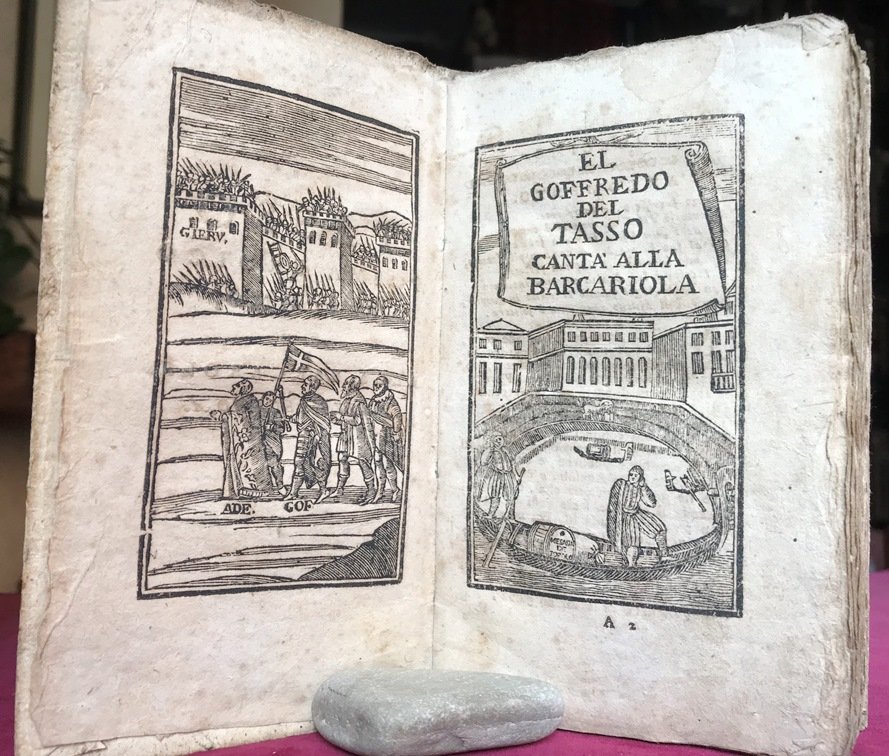 GIERV.
ADE. GOF
EL
GOFFREDO
DEL
TASSO
CANTA' ALLA
BARCARIOLA
A 2